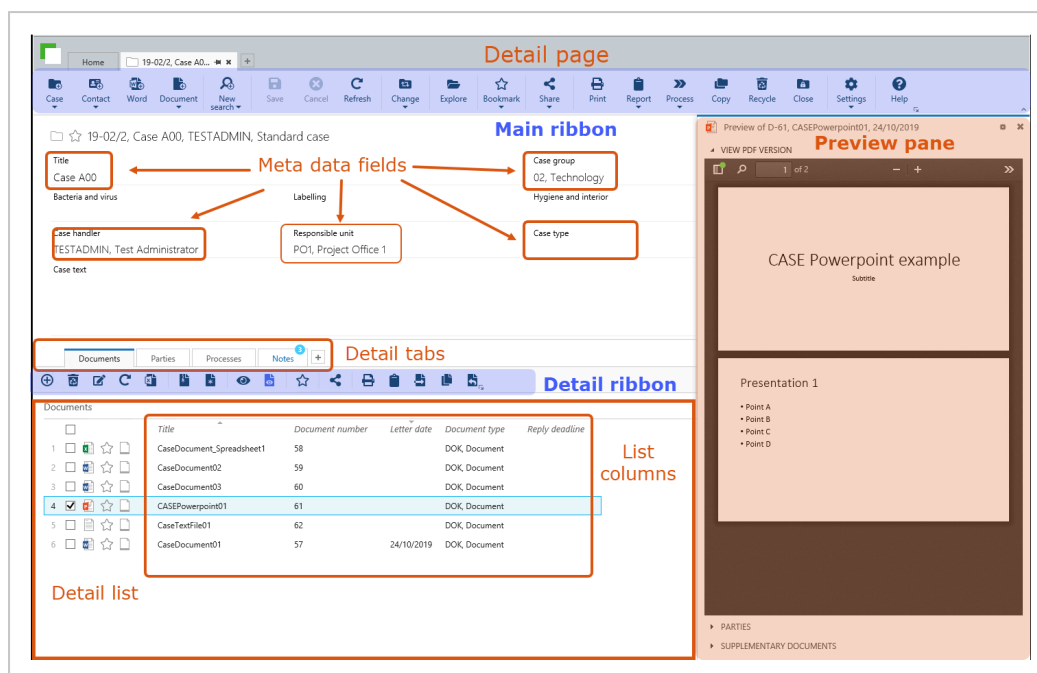 Detail page
Home
19-02/2, Case A0...
Case
Contact
Word
Document
New search
Save
Cancel
Refresh
Change
Explore
Bookmark
Share
Print
Report
Process
Copy
Recycle
Close
Settings
Help
Main ribbon
19-02/2, Case A00, TESTADMIN, Standard case
Title
Case A00
Meta data fields
Case group
02, Technology
Bacteria and virus
Labelling
Hygiene and interior
Case handler
TESTADMIN, Test Administrator
Responsible unit
PO1, Project Office 1
Case type
Case text
Documents
Parties
Processes
Notes
3
Detail tabs
Detail ribbon
Documents
Title Document number Letter date Document type Reply deadline
1 CaseDocument_Spreadsheet1 58 DOK, Document
2 CaseDocument02 59 DOK, Document
3 CaseDocument03 60 DOK, Document
4 CASEPowerpoint01 61 DOK, Document
5 CaseTextFile01 62 DOK, Document
6 CaseDocument01 57 24/10/2019 DOK, Document
List
columns
Detail list
Preview of D-61, CASEPowerpoint01, 24/10/2019
VIEW PDF VERSION
Preview pane
1 of 2
CASE Powerpoint example
Subtitle
Presentation 1
• Point A
• Point B
• Point C
• Point D
PARTIES
SUPPLEMENTARY DOCUMENTS